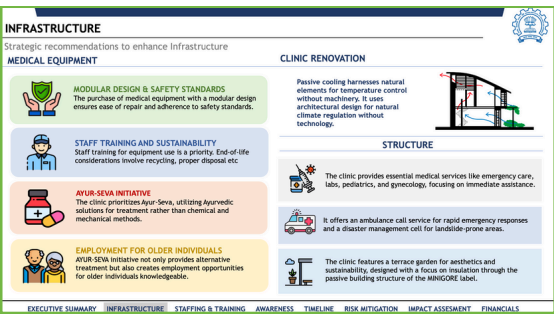 INFRASTRUCTURE
Strategic recommendations to enhance Infrastructure
MEDICAL EQUIPMENT
MODULAR DESIGN & SAFETY STANDARDS
The purchase of medical equipment with a modular design
ensures ease of repair and adherence to safety standards.
STAFF TRAINING AND SUSTAINABILITY
Staff training for equipment use is a priority. End-of-life
considerations involve recycling, proper disposal etc
AYUR-SEVA INITIATIVE
The clinic prioritizes Ayur-Seva, utilizing Ayurvedic
solutions for treatment rather than chemical and
mechanical methods.
EMPLOYMENT FOR OLDER INDIVIDUALS
AYUR-SEVA initiative not only provides alternative
treatment but also creates employment opportunities
for older individuals knowledgeable.
CLINIC RENOVATION
Passive cooling harnesses natural
elements for temperature control
without machinery. It uses
architectural design for natural
climate regulation without
technology.
STRUCTURE
The clinic provides essential medical services like emergency care,
labs, pediatrics, and gynecology, focusing on immediate assistance.
It offers an ambulance call service for rapid emergency responses
and a disaster management cell for landslide-prone areas.
The clinic features a terrace garden for aesthetics and
sustainability, designed with a focus on insulation through the
passive building structure of the MINIGORE label.
EXECUTIVE SUMMARY INFRASTRUCTURE STAFFING & TRAINING AWARENESS TIMELINE RISK MITIGATION IMPACT ASSESMENT FINANCIALS